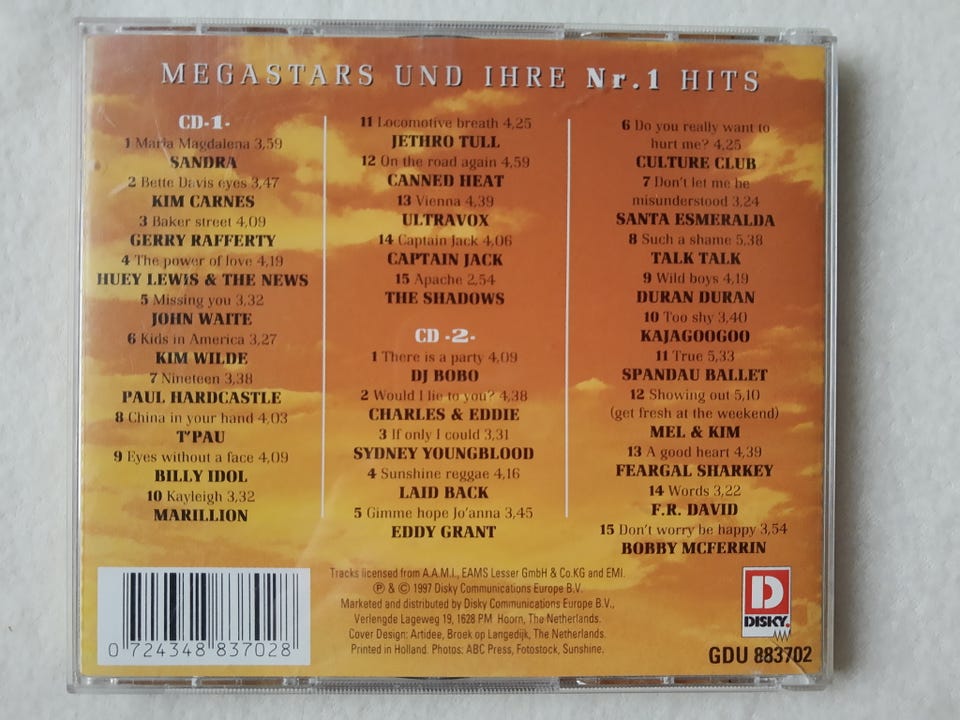 MEGASTARS UND IHRE Nr.1 HITS
CD-1-
1 Maria Magdalena 3,59
SANDRA
2 Bette Davis eyes 3,47
KIM CARNES
3 Baker street 4,09
GERRY RAFFERTY
4 The power of love 4,19
HUEY LEWIS & THE NEWS
5 Missing you 3,32
JOHN WAITE
6 Kids in America 3,27
KIM WILDE
7 Nineteen 3,38
PAUL HARDCASTLE
8 China in your hand 4,03
T'PAU
9 Eyes without a face 4,09
BILLY IDOL
10 Kayleigh 3,32
MARILLION
11 Locomotive breath 4,25
JETHRO TULL
12 On the road again 4,59
CANNED HEAT
13 Vienna 4,39
ULTRAVOX
14 Captain Jack 4,06
CAPTAIN JACK
15 Apache 2,54
THE SHADOWS
CD -2-
1 There is a party 4,09
DJ BOBO
2 Would I lie to you? 4,38
CHARLES & EDDIE
3 If only I could 3,31
SYDNEY YOUNGBLOOD
4 Sunshine reggae 4,16
LAID BACK
5 Gimme hope Jo'anna 3,45
EDDY GRANT
6 Do you really want to
hurt me? 4,25
CULTURE CLUB
7 Don't let me be
misunderstood 3,24
SANTA ESMERALDA
8 Such a shame 5,38
TALK TALK
9 Wild boys 4,19
DURAN DURAN
10 Too shy 3,40
KAJAGOOGOO
11 True 5,33
SPANDAU BALLET
12 Showing out 5,10
(get fresh at the weekend)
MEL & KIM
13 A good heart 4,39
FEARGAL SHARKEY
14 Words 3,22
F.R. DAVID
15 Don't worry be happy 3,54
BOBBY MCFERRIN
Tracks licensed from A.A.M.I., EAMS Lesser GmbH & Co.KG and EMI.
℗ & © 1997 Disky Communications Europe B.V.
Marketed and distributed by Disky Communications Europe B.V.,
Verlengde Lageweg 19, 1628 PM Hoorn, The Netherlands.
Cover Design: Artidee, Broek op Langedijk, The Netherlands.
Printed in Holland. Photos: ABC Press, Fotostock, Sunshine.
0 724348 837028
D
DISKY.
GDU 883702